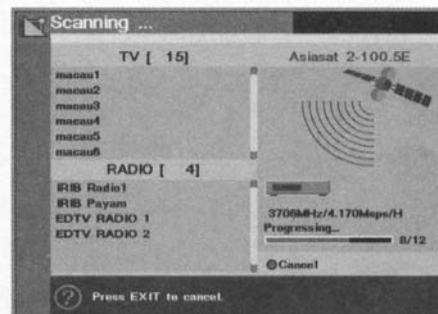 Scanning ...
TV [ 15]
macau1
macau2
macau3
macau4
macau5
macau6
RADIO [ 4]
IRIB Radio1
IRIB Payam
EDTV RADIO 1
EDTV RADIO 2
Asiasat 2-100.5E
3706MHz/4.170Msps/H
Progressing...
8/12
Cancel
? Press EXIT to cancel.